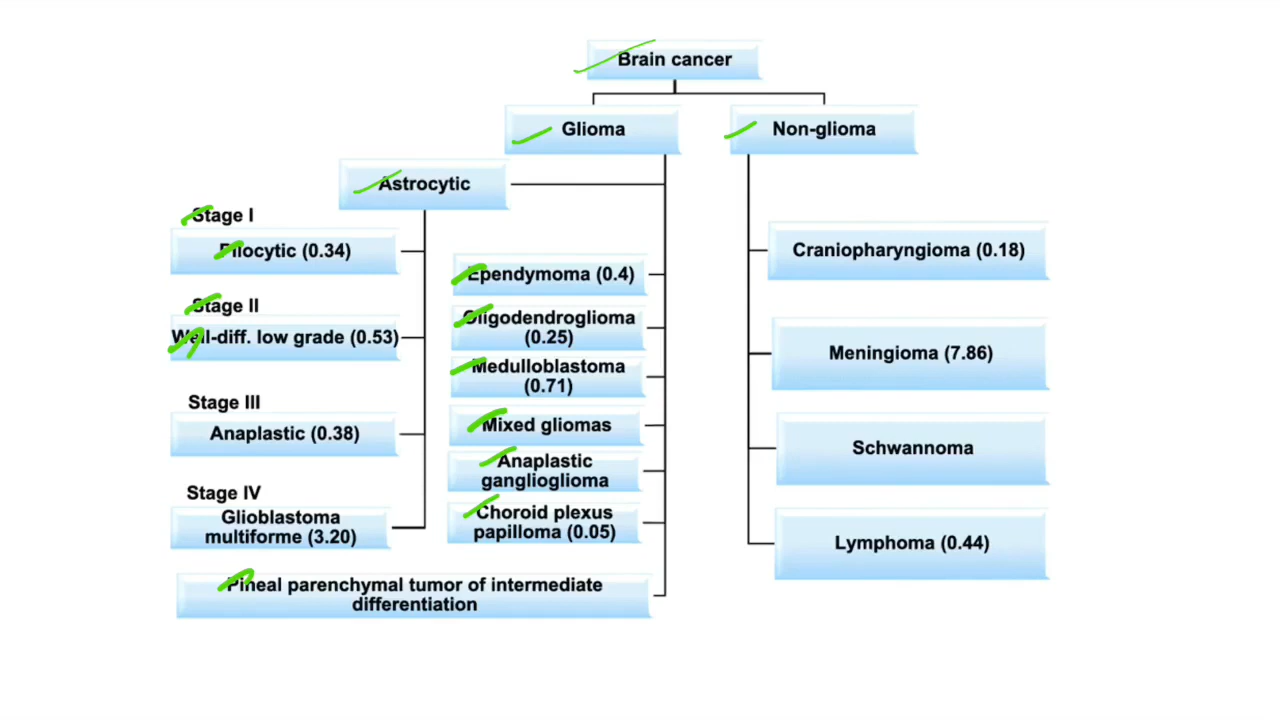 Brain cancer
Glioma
Non-glioma
Astrocytic
Stage I
Pilocytic (0.34)
Stage II
Well-diff. low grade (0.53)
Stage III
Anaplastic (0.38)
Stage IV
Glioblastoma
multiforme (3.20)
Ependymoma (0.4)
Oligodendroglioma
(0.25)
Medulloblastoma
(0.71)
Mixed gliomas
Anaplastic
ganglioglioma
Choroid plexus
papilloma (0.05)
Pineal parenchymal tumor of intermediate
differentiation
Craniopharyngioma (0.18)
Meningioma (7.86)
Schwannoma
Lymphoma (0.44)